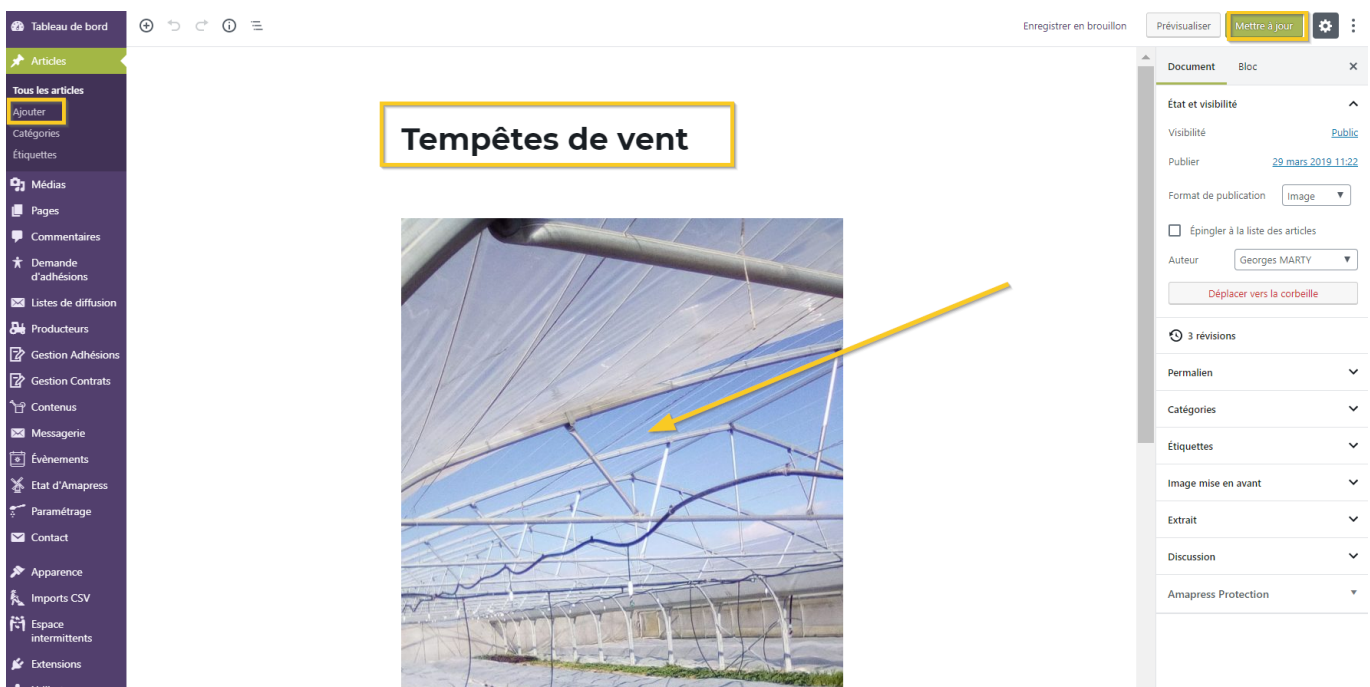 Tableau de bord
Enregistrer en brouillon
Prévisualiser
Mettre à jour
Articles
Tous les articles
Ajouter
Catégories
Étiquettes
Médias
Pages
Commentaires
Demande
d'adhésions
Listes de diffusion
Producteurs
Gestion Adhésions
Gestion Contrats
Contenus
Messagerie
Évènements
Etat d'Amapress
Paramétrage
Contact
Apparence
Imports CSV
Espace
intermittents
Extensions
Tempêtes de vent
Document Bloc
État et visibilité
Visibilité Public
Publier 29 mars 2019 11:22
Format de publication Image
Épingler à la liste des articles
Auteur Georges MARTY
Déplacer vers la corbeille
3 révisions
Permalien
Catégories
Étiquettes
Image mise en avant
Extrait
Discussion
Amapress Protection